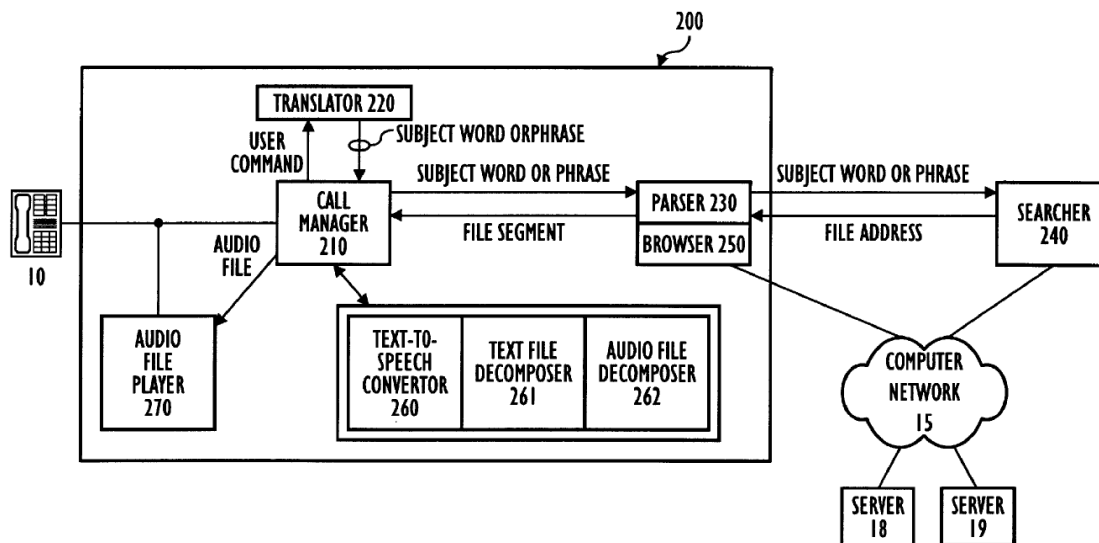 200
TRANSLATOR 220
USER
COMMAND
SUBJECT WORD ORPHRASE
SUBJECT WORD OR PHRASE
SUBJECT WORD OR PHRASE
CALL
MANAGER
210
PARSER 230
BROWSER 250
SEARCHER
240
FILE SEGMENT
FILE ADDRESS
10
AUDIO
FILE
AUDIO
FILE
PLAYER
270
TEXT-TO-
SPEECH
CONVERTOR
260
TEXT FILE
DECOMPOSER
261
AUDIO FILE
DECOMPOSER
262
COMPUTER
NETWORK
15
SERVER
18
SERVER
19